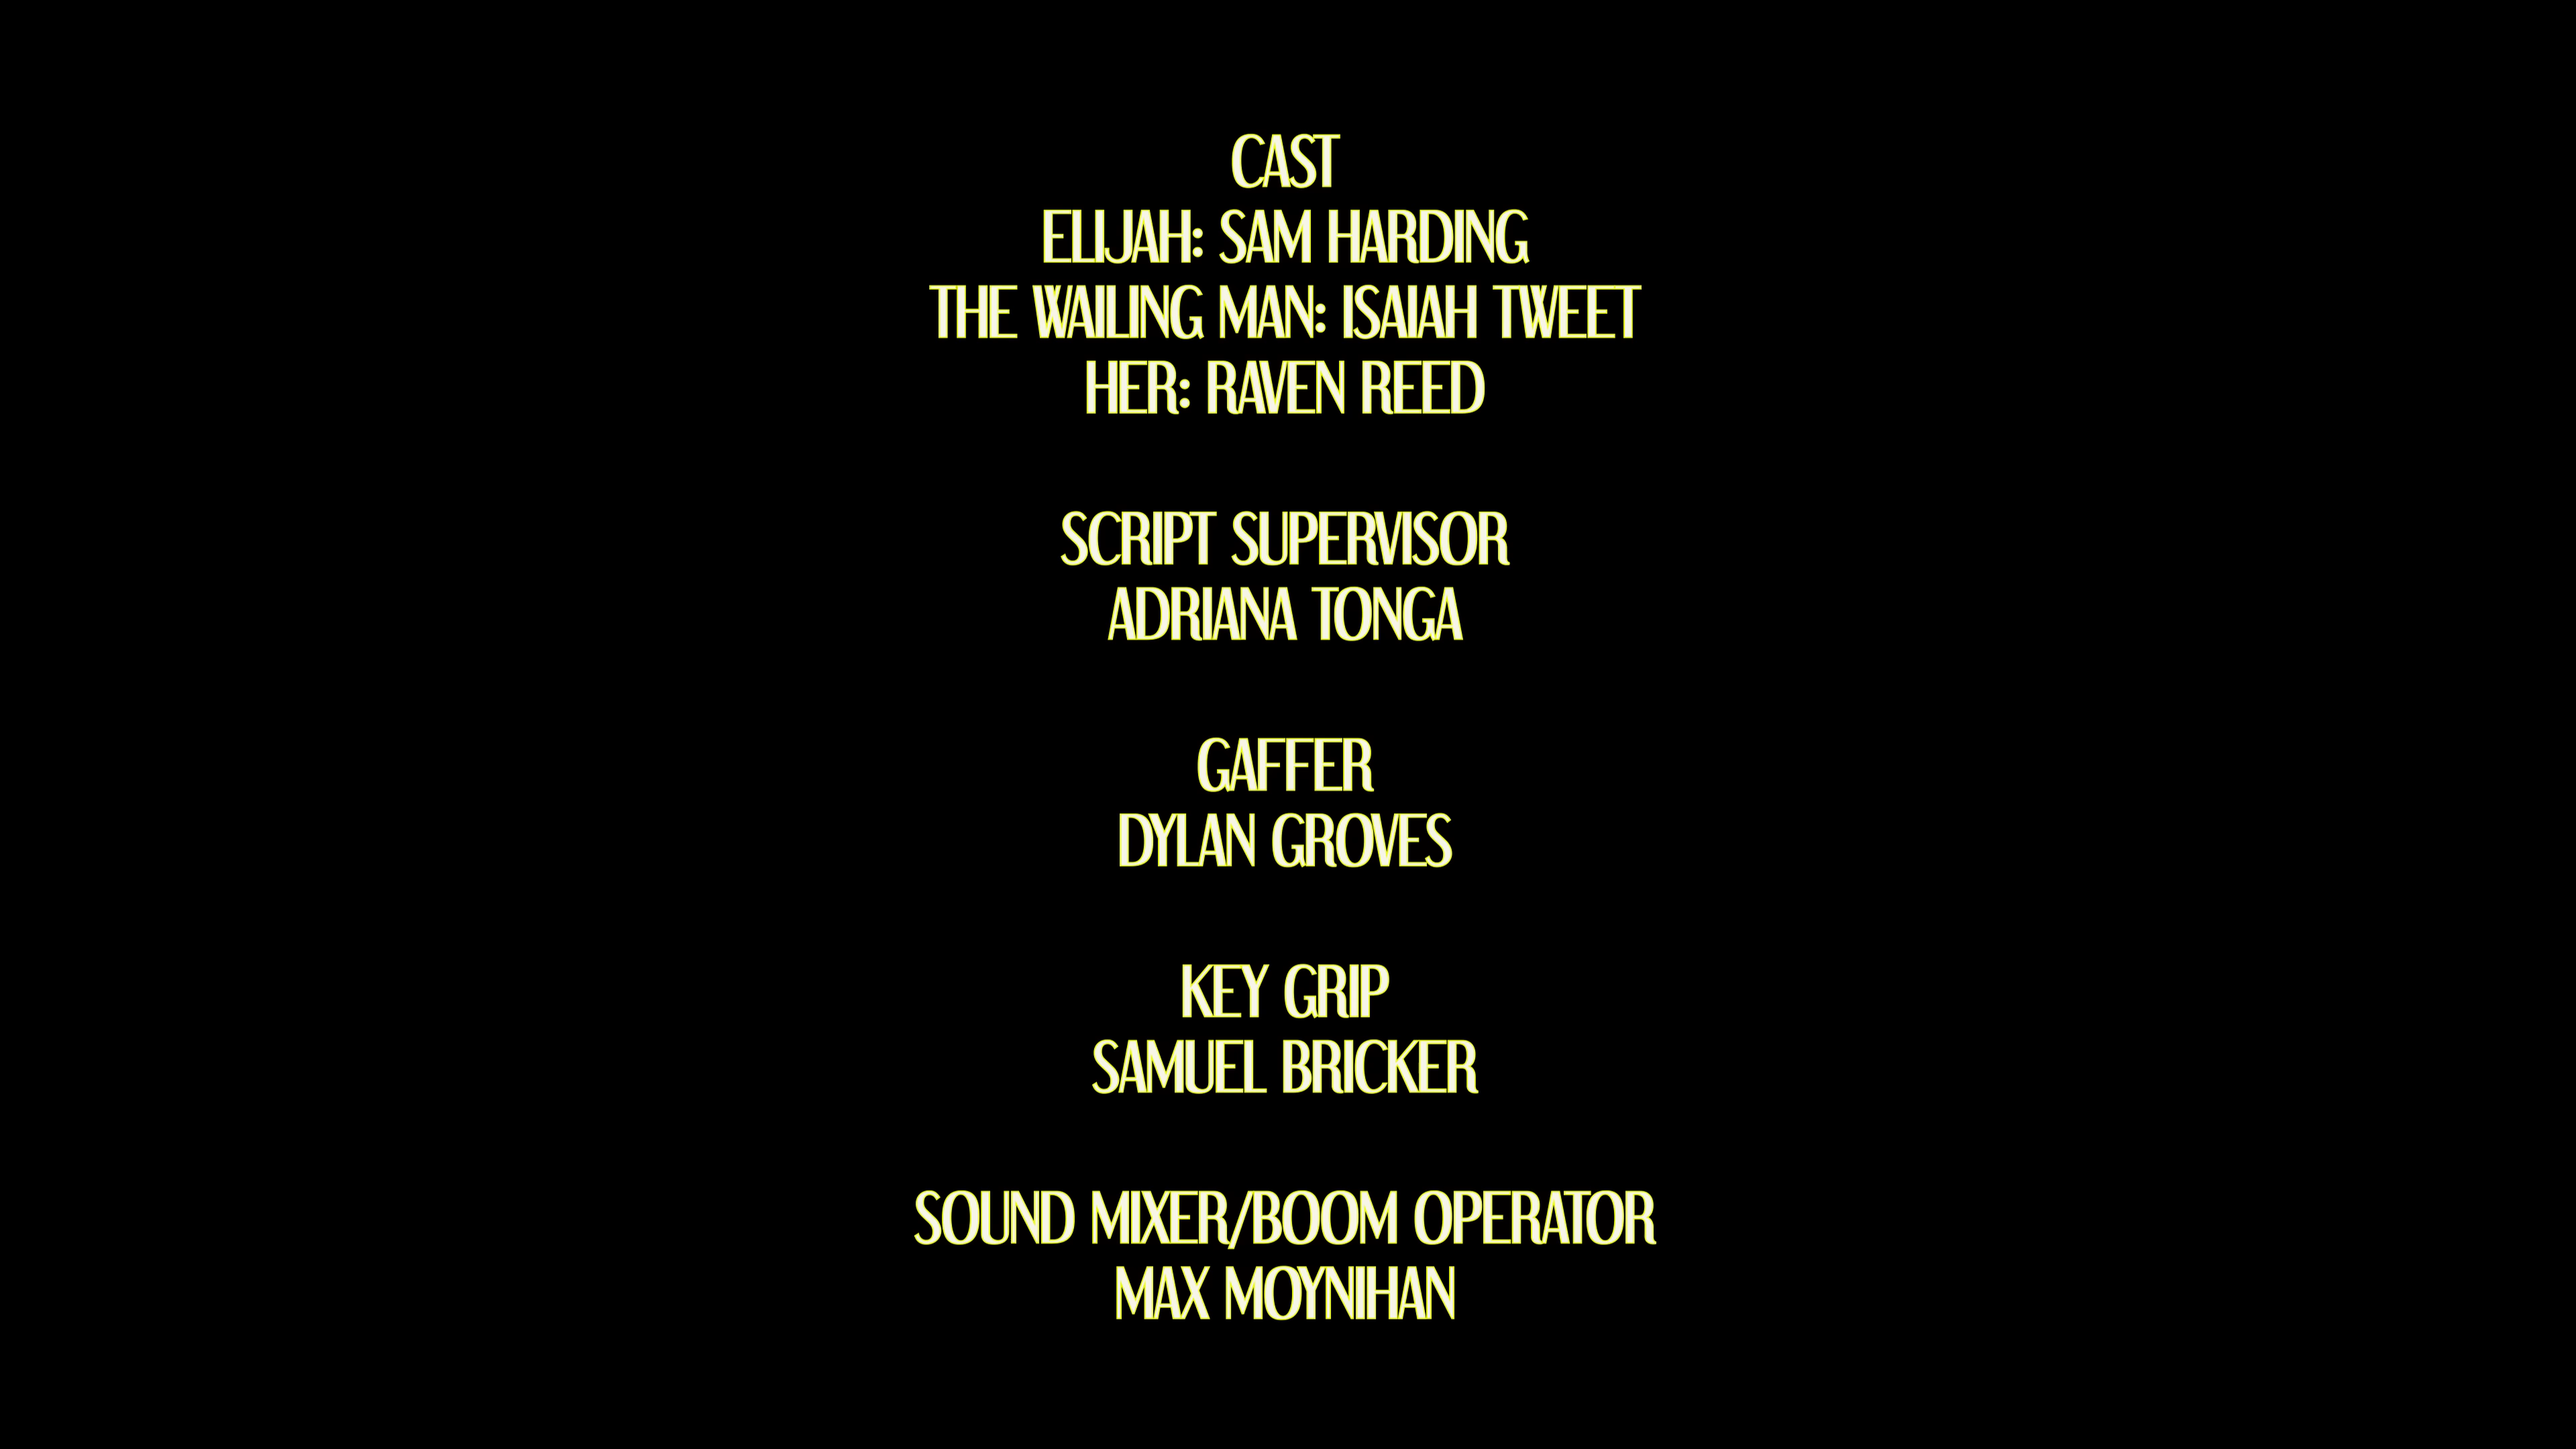 CAST
ELIJAH: SAM HARDING
THE WAILING MAN: ISAIAH TWEET
HER: RAVEN REED
SCRIPT SUPERVISOR
ADRIANA TONGA
GAFFER
DYLAN GROVES
KEY GRIP
SAMUEL BRICKER
SOUND MIXER/BOOM OPERATOR
MAX MOYNIHAN